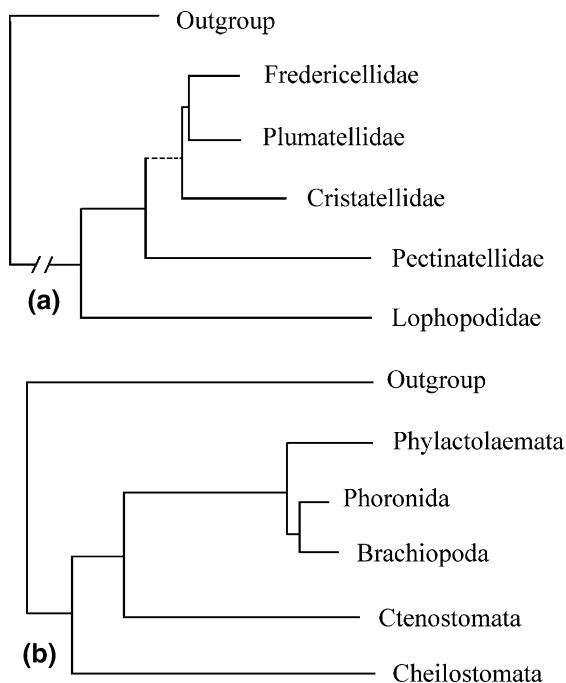 Outgroup
Fredericellidae
Plumatellidae
Cristatellidae
Pectinatellidae
(a)
Lophopodidae
Outgroup
Phylactolaemata
Phoronida
Brachiopoda
Ctenostomata
(b)
Cheilostomata